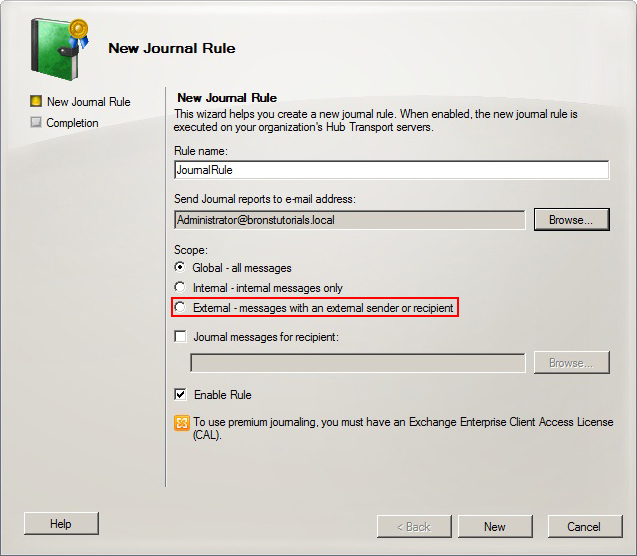 New Journal Rule
New Journal Rule
Completion
New Journal Rule
This wizard helps you create a new journal rule. When enabled, the new journal rule is
executed on your organization's Hub Transport servers.
Rule name:
JournalRule
Send Journal reports to e-mail address:
Administrator@bronstutorials.local
Browse...
Scope:
Global - all messages
Internal - internal messages only
External - messages with an external sender or recipient
Journal messages for recipient:
Browse...
Enable Rule
To use premium journaling, you must have an Exchange Enterprise Client Access License
(CAL).
Help
< Back
New
Cancel